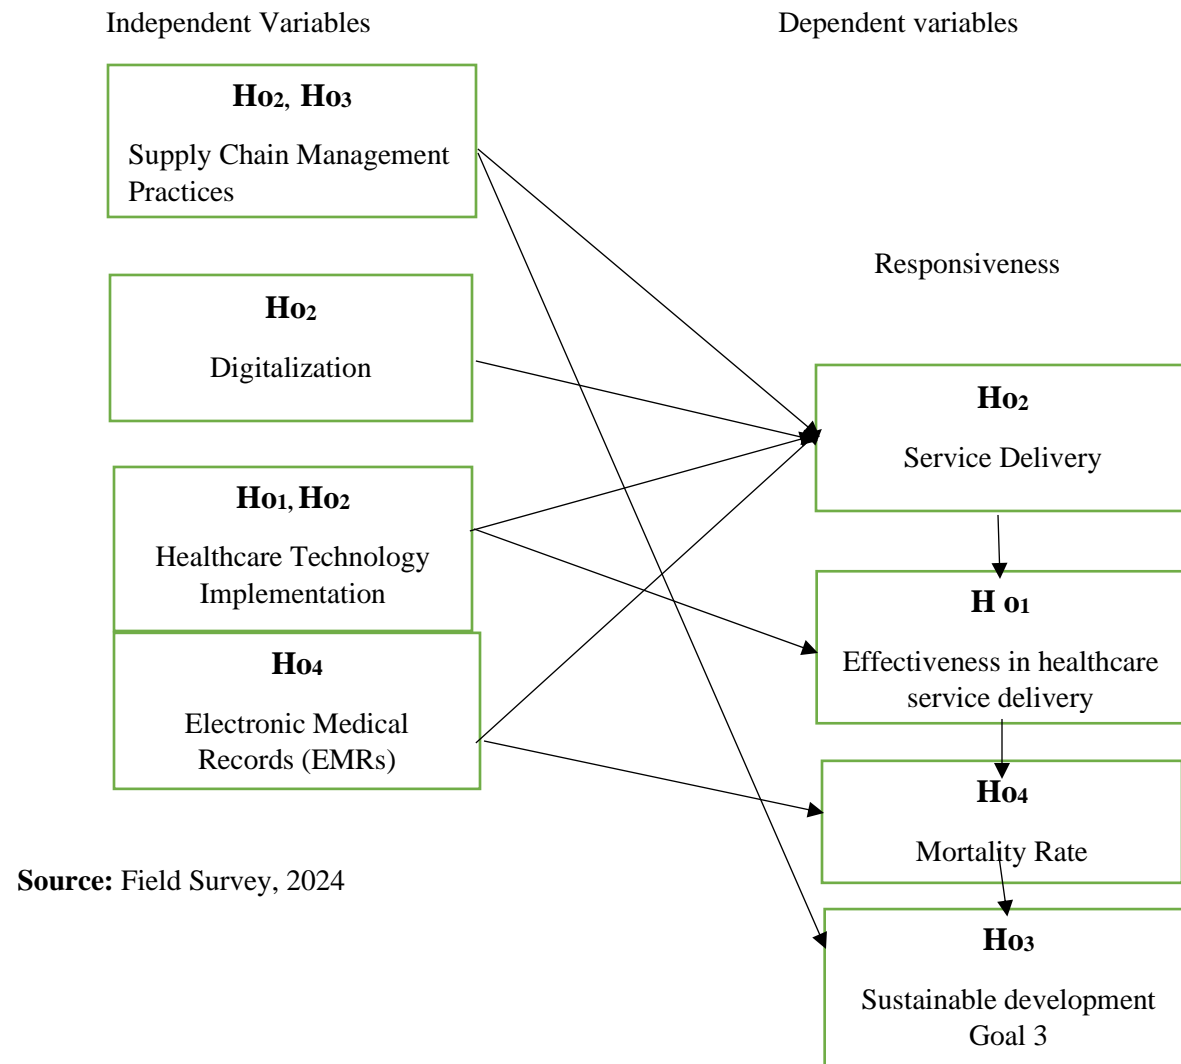 Independent Variables
Dependent variables
Ho2, Ho3
Supply Chain Management
Practices
Responsiveness
Ho2
Digitalization
Ho2
Service Delivery
Ho1, Ho2
Healthcare Technology
Implementation
H o1
Effectiveness in healthcare
service delivery
Ho4
Electronic Medical
Records (EMRs)
Ho4
Mortality Rate
Source: Field Survey, 2024
Ho3
Sustainable development
Goal 3